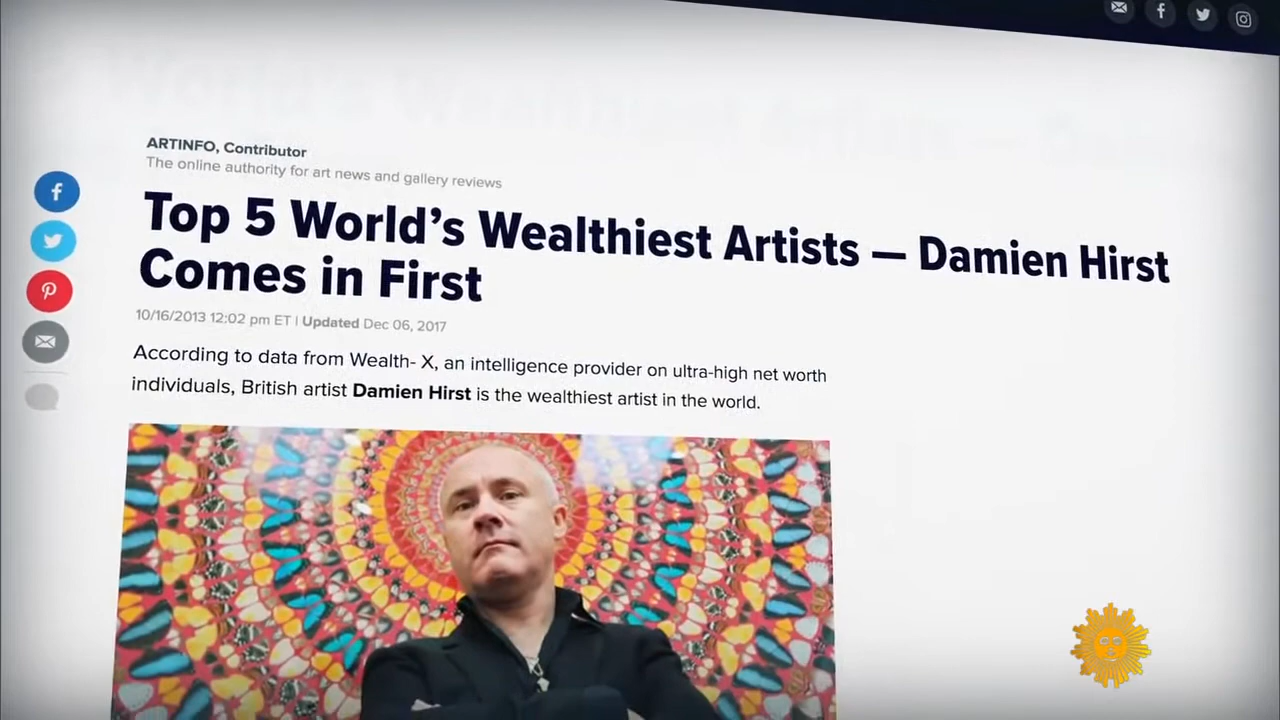 ARTINFO, Contributor
The online authority for art news and gallery reviews
Top 5 World’s Wealthiest Artists — Damien Hirst
Comes in First
10/16/2013 12:02 pm ET | Updated Dec 06, 2017
According to data from Wealth- X, an intelligence provider on ultra-high net worth
individuals, British artist Damien Hirst is the wealthiest artist in the world.